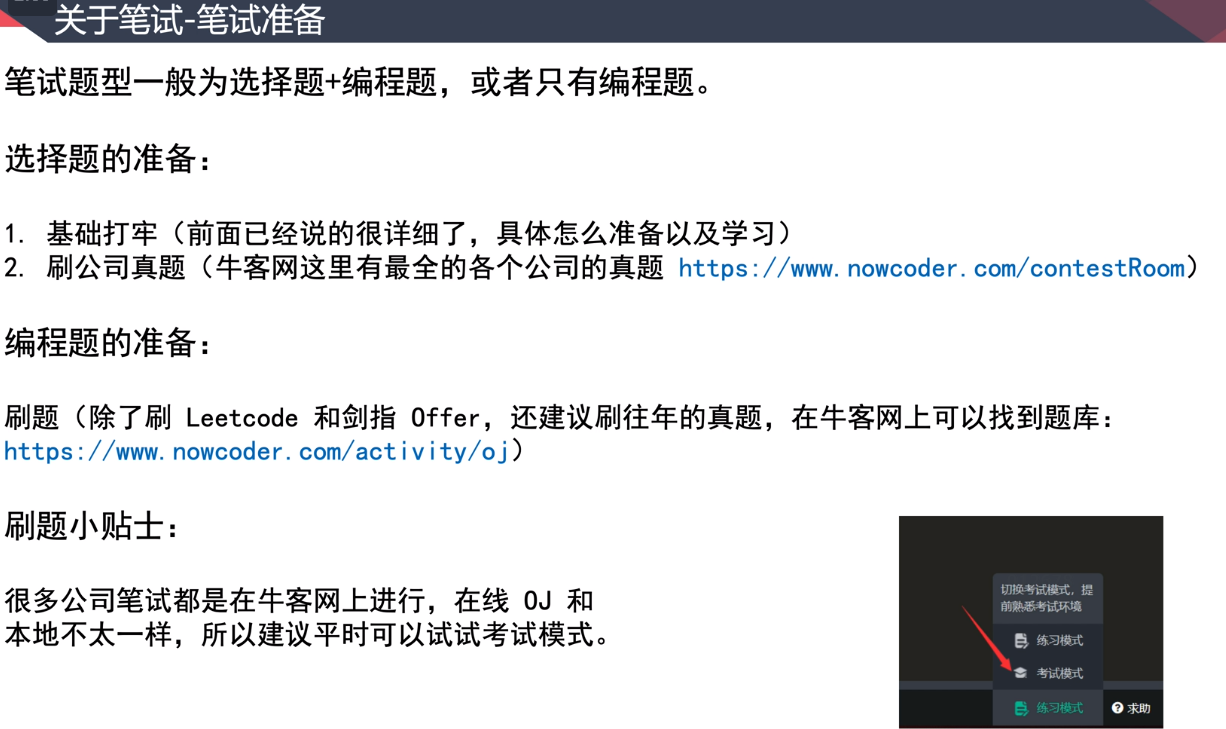 关于笔试-笔试准备
笔试题型一般为选择题+编程题，或者只有编程题。
选择题的准备：
1. 基础打牢（前面已经说的很详细了，具体怎么准备以及学习）
2. 刷公司真题（牛客网这里有最全的各个公司的真题 https://www.nowcoder.com/contestRoom）
编程题的准备：
刷题（除了刷 Leetcode 和剑指 Offer，还建议刷往年的真题，在牛客网上可以找到题库：
https://www.nowcoder.com/activity/oj）
刷题小贴士：
很多公司笔试都是在牛客网上进行，在线 OJ 和
本地不太一样，所以建议平时可以试试考试模式。
切换考试模式，提
前熟悉考试环境
练习模式
考试模式
练习模式
求助